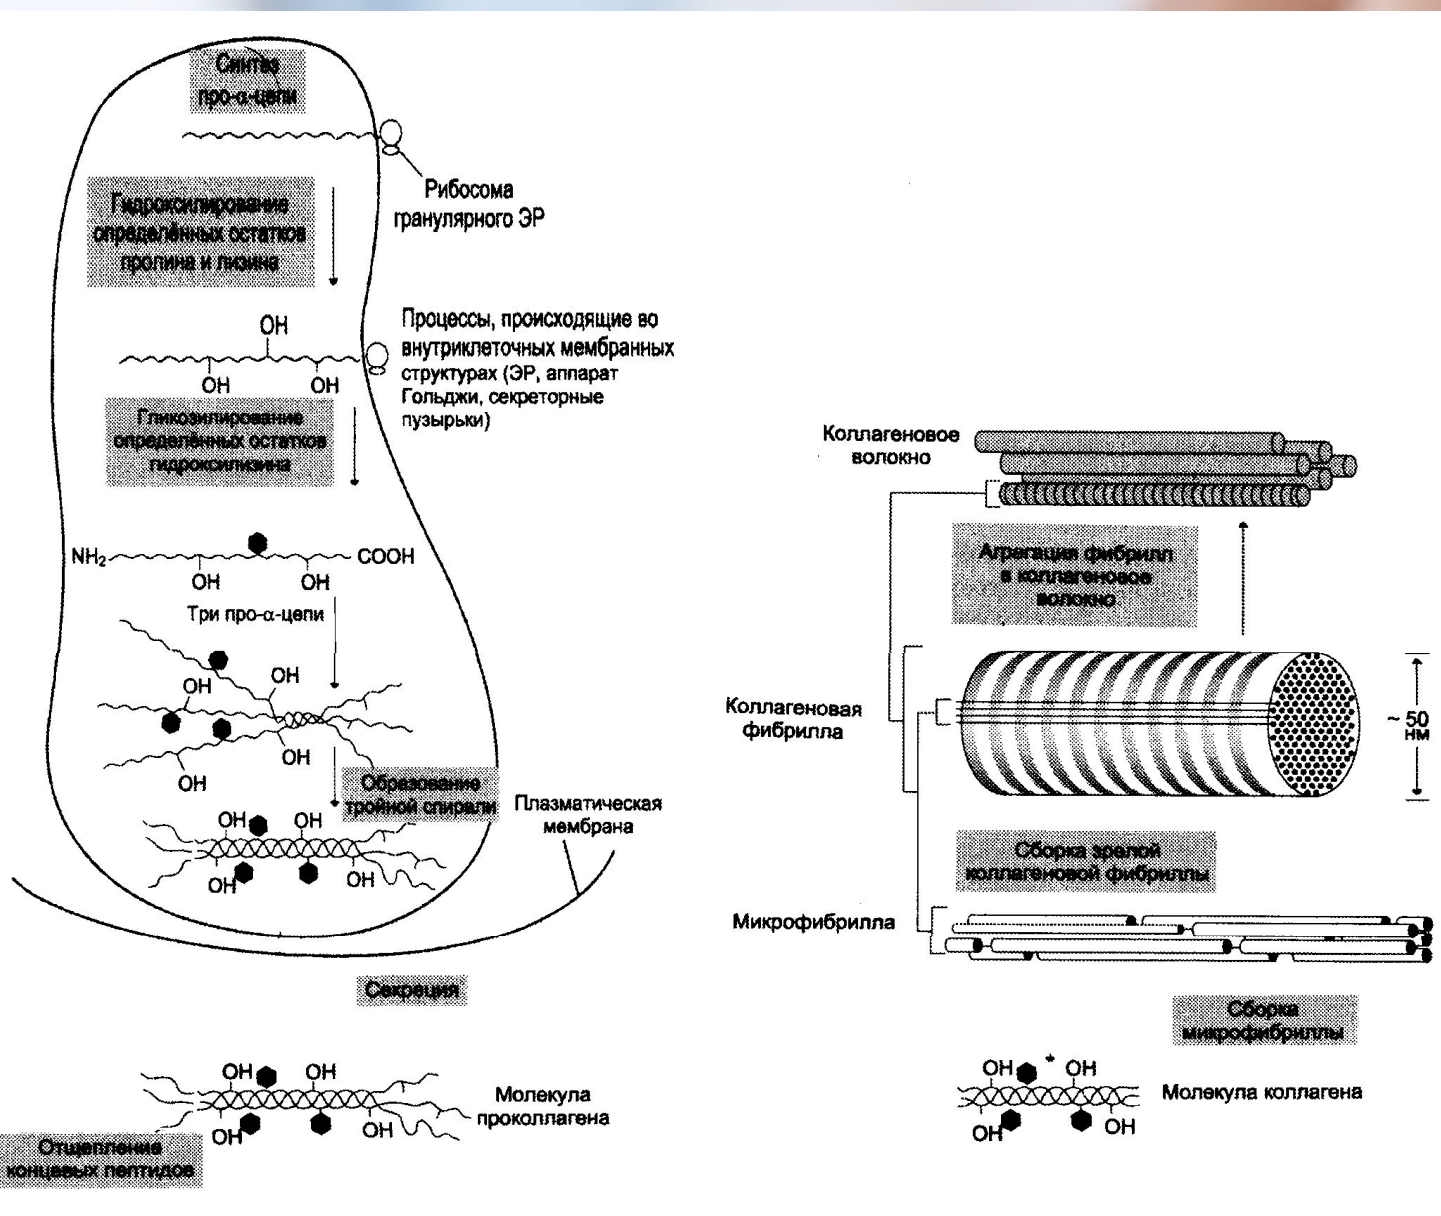 Синтез
про-α-цепи
Рибосома
гранулярного ЭР
Гидроксилирование
определённых остатков
пролина и лизина
OH
OH
OH
Процессы, происходящие во
внутриклеточных мембранных
структурах (ЭР, аппарат
Гольджи, секреторные
пузырьки)
Гликозилирование
определённых остатков
гидроксилизина
NH₂
COOH
OH
OH
Три про-α-цепи
OH
OH
OH
OH
Образование
тройной спирали
Плазматическая
мембрана
OH
OH
OH
OH
Секреция
OH
OH
OH
OH
Молекула
проколлагена
Отщепление
концевых пептидов
Коллагеновое
волокно
Агрегация фибрилл
в коллагеновое
волокно
Коллагеновая
фибрилла
~ 50
нм
Сборка зрелой
коллагеновой фибриллы
Микрофибрилла
Сборка
микрофибриллы
OH
*
OH
OH
OH
Молекула коллагена